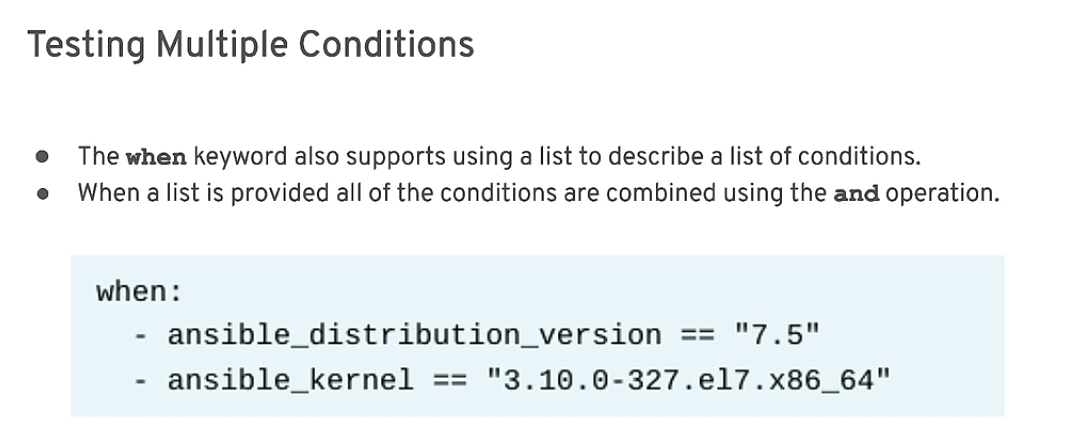 Testing Multiple Conditions
● The when keyword also supports using a list to describe a list of conditions.
● When a list is provided all of the conditions are combined using the and operation.
when:
- ansible_distribution_version == "7.5"
- ansible_kernel == "3.10.0-327.el7.x86_64"